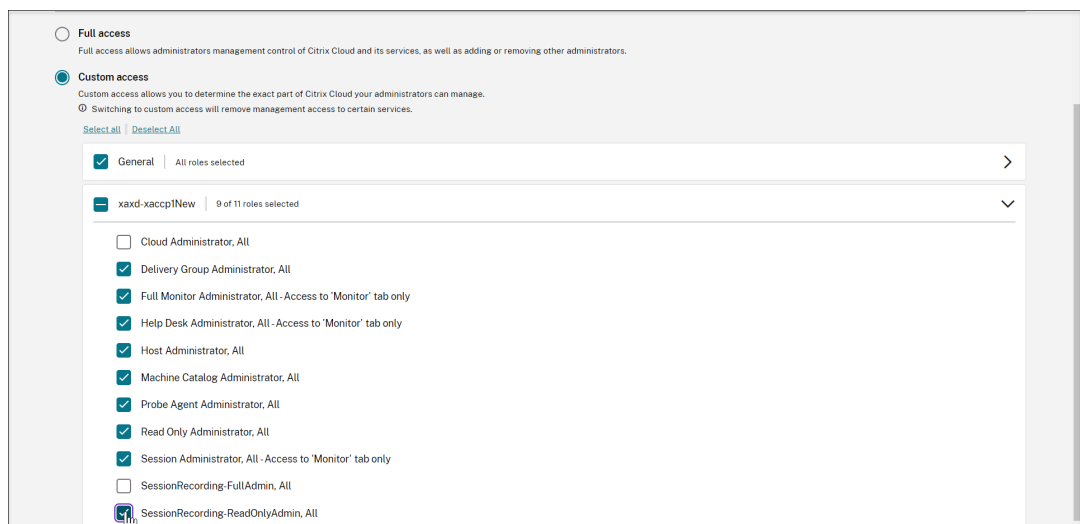 Full access
Full access allows administrators management control of Citrix Cloud and its services, as well as adding or removing other administrators.
Custom access
Custom access allows you to determine the exact part of Citrix Cloud your administrators can manage.
Switching to custom access will remove management access to certain services.
Select all | Deselect All
General | All roles selected
xaxd-xaccp1New | 9 of 11 roles selected
Cloud Administrator, All
Delivery Group Administrator, All
Full Monitor Administrator, All - Access to 'Monitor' tab only
Help Desk Administrator, All - Access to 'Monitor' tab only
Host Administrator, All
Machine Catalog Administrator, All
Probe Agent Administrator, All
Read Only Administrator, All
Session Administrator, All - Access to 'Monitor' tab only
SessionRecording-FullAdmin, All
SessionRecording-ReadOnlyAdmin, All